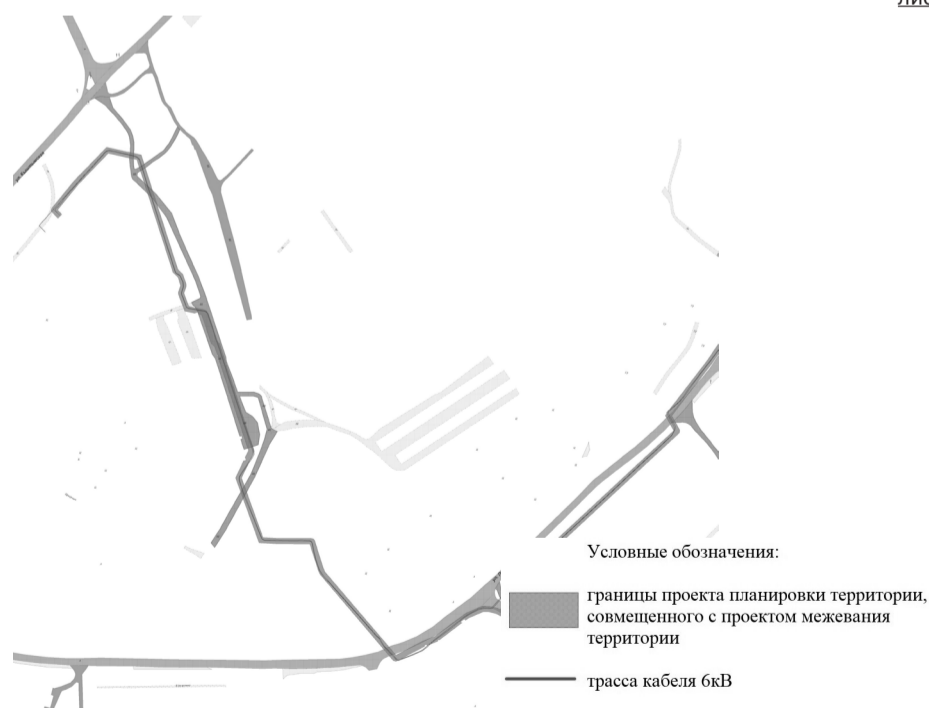 Условные обозначения:
границы проекта планировки территории,
совмещенного с проектом межевания
территории
трасса кабеля 6кВ